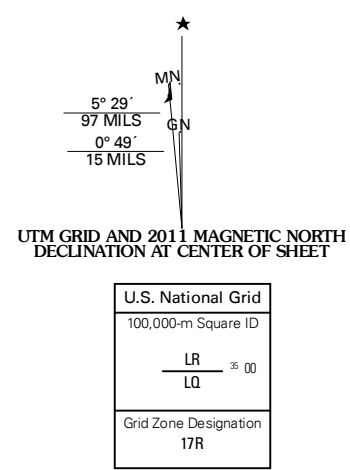 ★
MN
5° 29´
97 MILS
GN
0° 49´
15 MILS
UTM GRID AND 2011 MAGNETIC NORTH
DECLINATION AT CENTER OF SHEET
U.S. National Grid
100,000-m Square ID
LR
³⁵ 00
LQ
Grid Zone Designation
17R